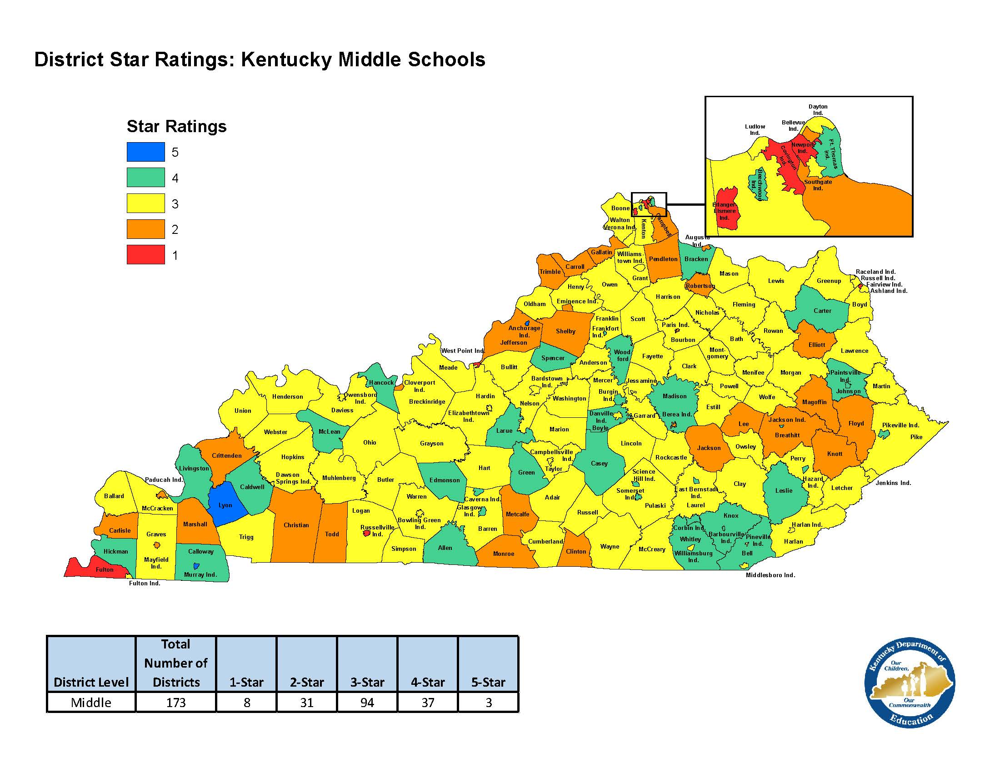 District Star Ratings: Kentucky Middle Schools
Star Ratings
5
4
3
2
1
Dayton
Ind.
Bellevue
Ind.
Ludlow
Ind.
Newport
Ind.
Ft. Thomas
Ind.
Covington
Ind.
Beechwood
Ind.
Southgate
Ind.
Erlanger-
Elsmere
Ind.
Boone
Walton
Verona Ind.
Kenton
Campbell
Augusta
Ind.
Gallatin
Williams-
town Ind.
Pendleton
Bracken
Carroll
Trimble
Grant
Mason
Lewis
Greenup
Raceland Ind.
Russell Ind.
Fairview Ind.
Ashland Ind.
Henry
Owen
Robertson
Harrison
Oldham
Eminence Ind.
Fleming
Boyd
Nicholas
Carter
Franklin
Scott
Anchorage
Ind.
Jefferson
Shelby
Frankfort
Ind.
Paris Ind.
Bourbon
Rowan
Bath
Elliott
Lawrence
West Point Ind.
Spencer
Wood
ford
Fayette
Mont-
gomery
Meade
Bullitt
Anderson
Clark
Menifee
Morgan
Paintsville
Ind.
Johnson
Martin
Hancock
Cloverport
Ind.
Bardstown
Ind.
Mercer
Jessamine
Powell
Henderson
Owensboro
Ind.
Breckinridge
Hardin
Washington
Burgin
Ind.
Madison
Wolfe
Union
Daviess
Elizabethtown
Ind.
Nelson
Danville
Ind.
Boyle
Garrard
Berea Ind.
Estill
Magoffin
Webster
McLean
Larue
Marion
Lee
Jackson Ind.
Breathitt
Floyd
Pikeville Ind.
Pike
Ohio
Grayson
Lincoln
Jackson
Owsley
Crittenden
Hopkins
Campbellsville
Ind.
Taylor
Rockcastle
Perry
Knott
Livingston
Hart
Green
Casey
Science
Hill Ind.
Paducah Ind.
Dawson
Springs Ind.
Muhlenberg
Butler
Edmonson
Somerset
Ind.
East Bernstadt
Ind.
Clay
Hazard
Ind.
Letcher
Jenkins Ind.
Caldwell
Leslie
Ballard
McCracken
Lyon
Warren
Caverna Ind.
Adair
Pulaski
Laurel
Logan
Glasgow
Ind.
Metcalfe
Russell
Knox
Carlisle
Graves
Marshall
Christian
Todd
Russellville
Ind.
Bowling Green
Ind.
Barren
Corbin Ind.
Barbourville
Ind.
Pineville
Ind.
Harlan Ind.
Harlan
Trigg
Simpson
Allen
Cumberland
Wayne
McCreary
Whitley
Williamsburg
Ind.
Bell
Hickman
Calloway
Monroe
Clinton
Mayfield
Ind.
Fulton
Murray Ind.
Fulton Ind.
Middlesboro Ind.
District Level
Total
Number of
Districts
1-Star
2-Star
3-Star
4-Star
5-Star
Middle
173
8
31
94
37
3
Kentucky Department of
Our
Children,
Our
Commonwealth
Education